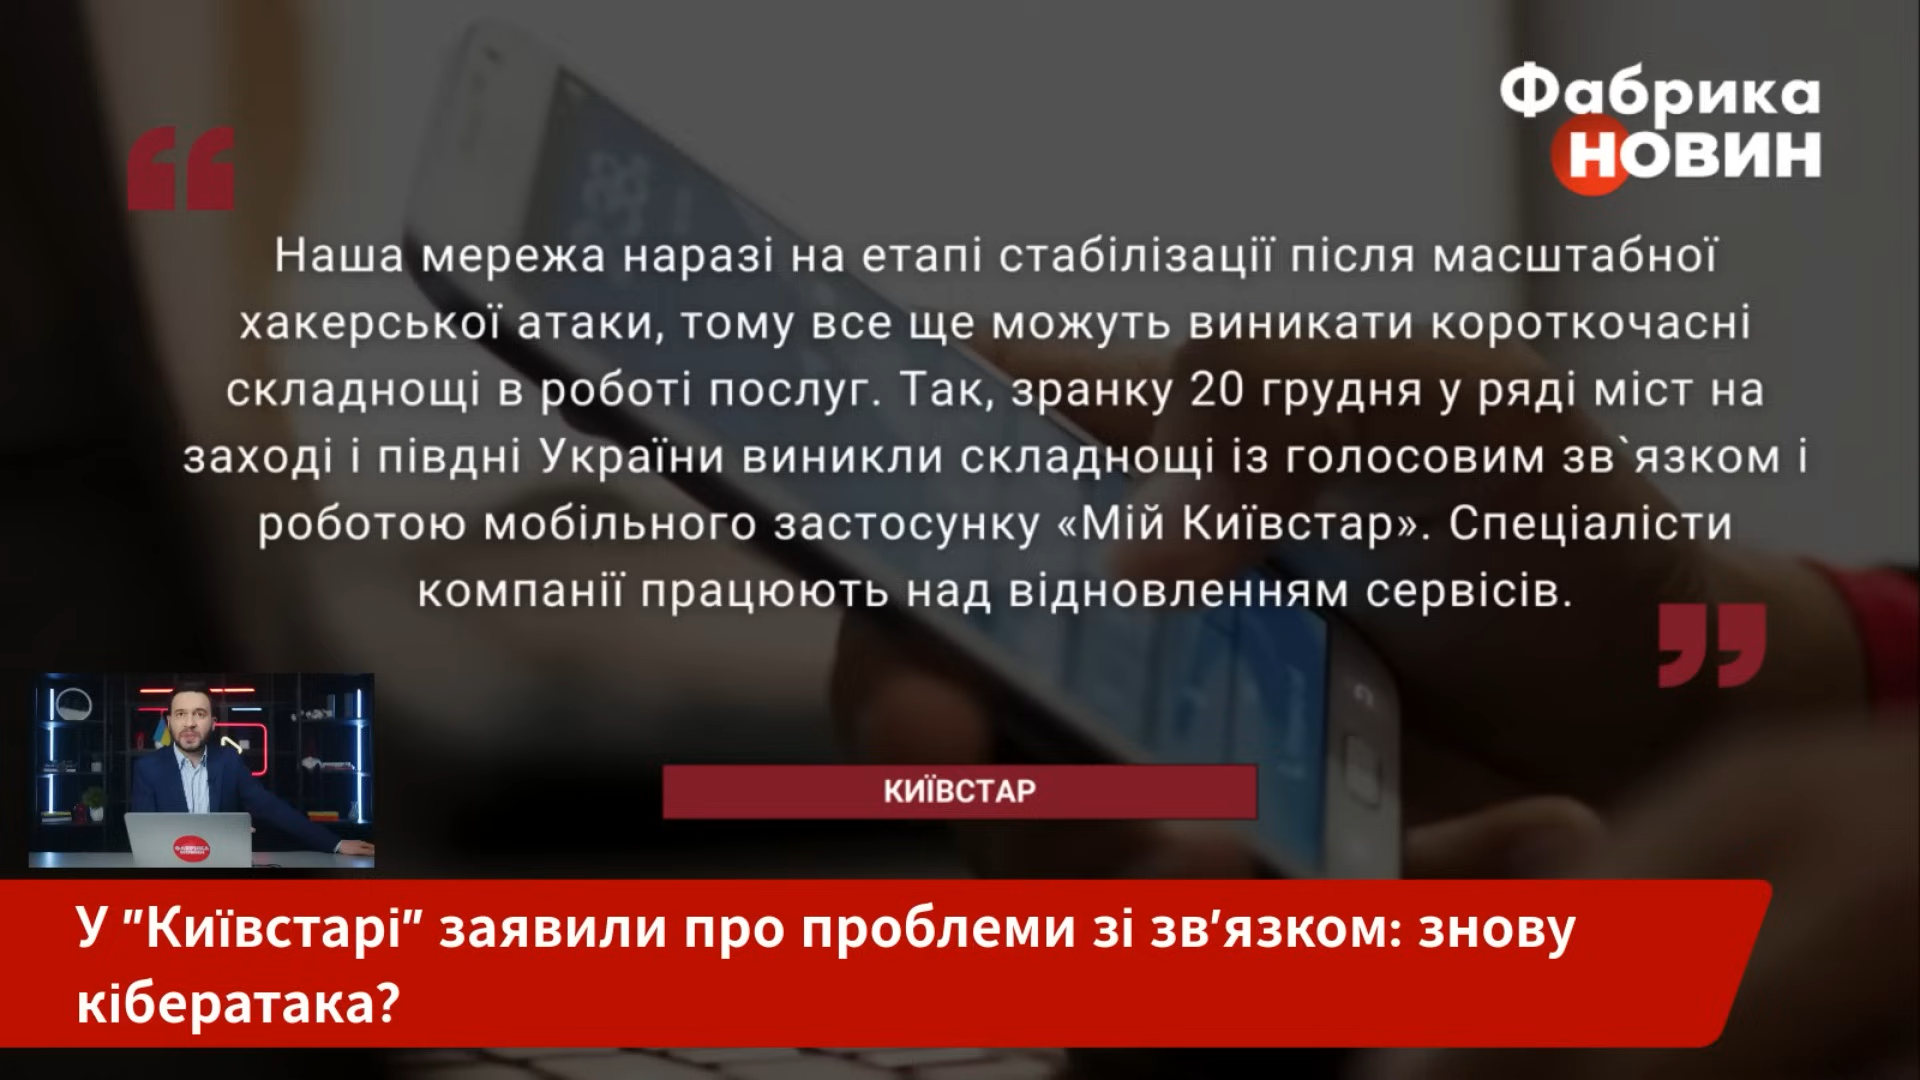 Фабрика
новин
Наша мережа наразі на етапі стабілізації після масштабної
хакерської атаки, тому все ще можуть виникати короткочасні
складнощі в роботі послуг. Так, зранку 20 грудня у ряді міст на
заході і півдні України виникли складнощі із голосовим зв`язком і
роботою мобільного застосунку «Мій Київстар». Спеціалісти
компанії працюють над відновленням сервісів.
КИЇВСТАР
У "Київстарі" заявили про проблеми зі зв'язком: знову
кібератака?